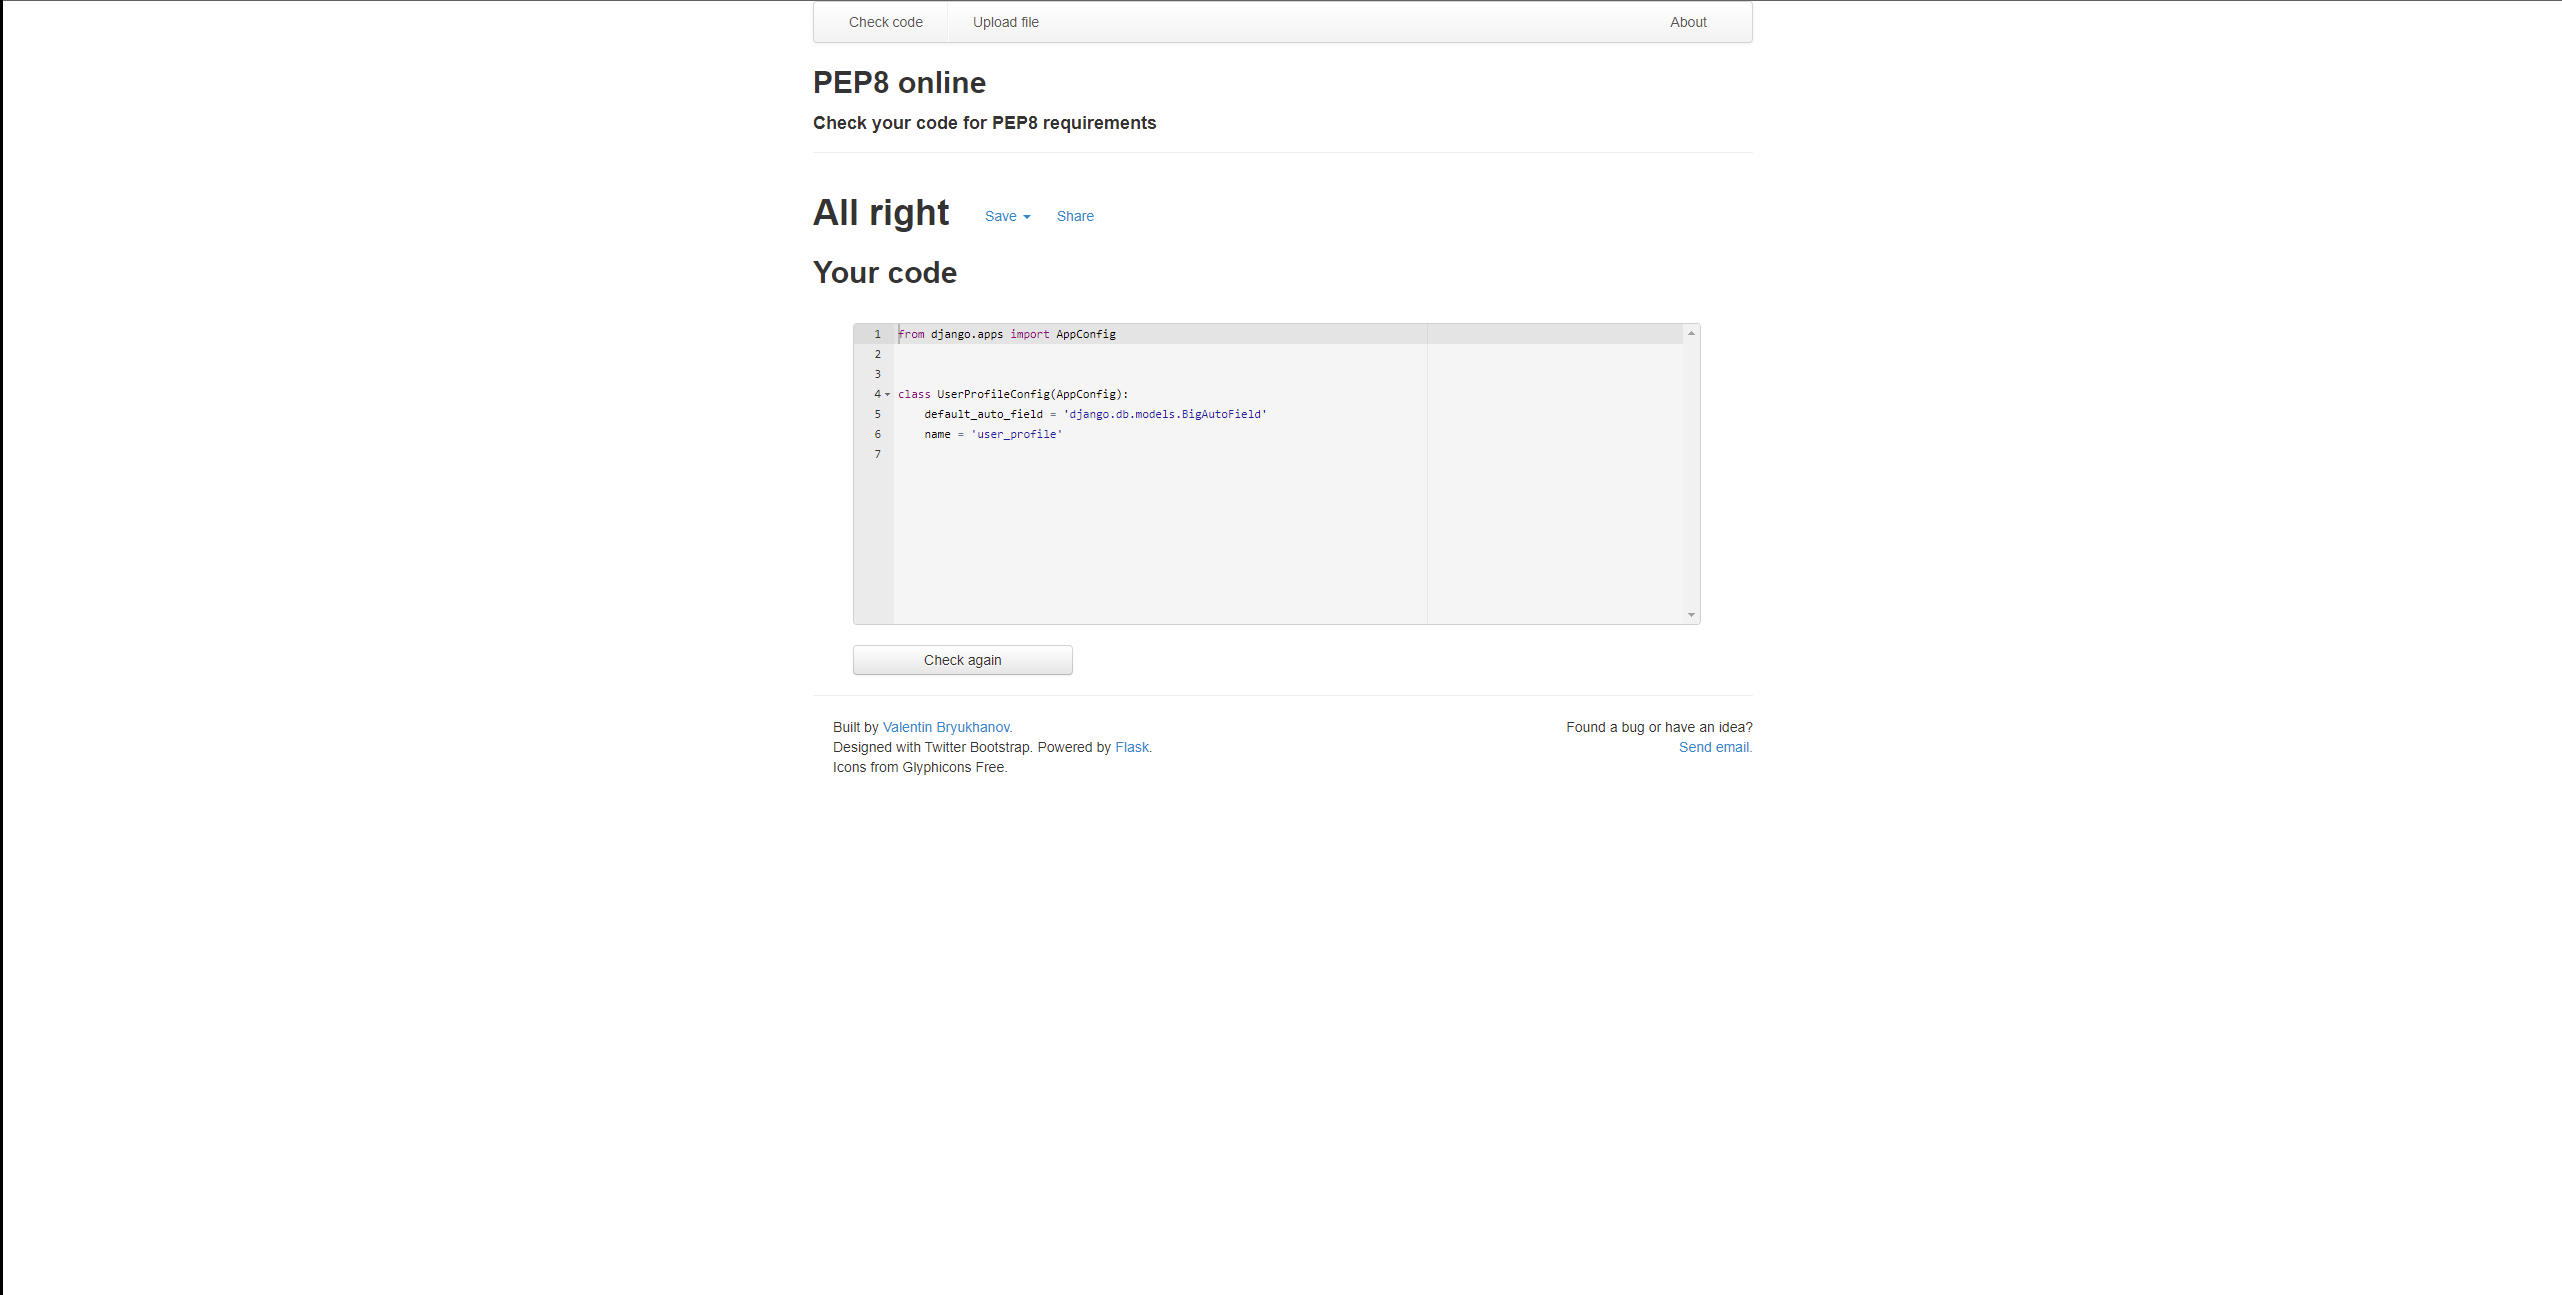 Check code Upload file About
PEP8 online
Check your code for PEP8 requirements
All right Save Share
Your code
1 from django.apps import AppConfig
2
3
4 class UserProfileConfig(AppConfig):
5     default_auto_field = 'django.db.models.BigAutoField'
6     name = 'user_profile'
7
Check again
Built by Valentin Bryukhanov. Found a bug or have an idea?
Designed with Twitter Bootstrap. Powered by Flask. Send email.
Icons from Glyphicons Free.